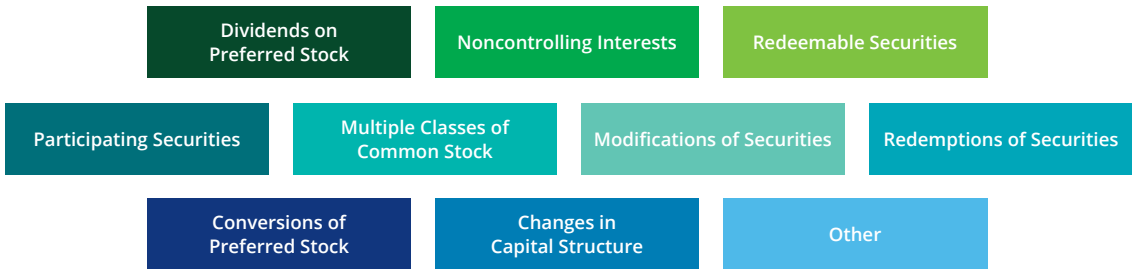 Dividends on
Preferred Stock
Noncontrolling Interests
Redeemable Securities
Participating Securities
Multiple Classes of
Common Stock
Modifications of Securities
Redemptions of Securities
Conversions of
Preferred Stock
Changes in
Capital Structure
Other